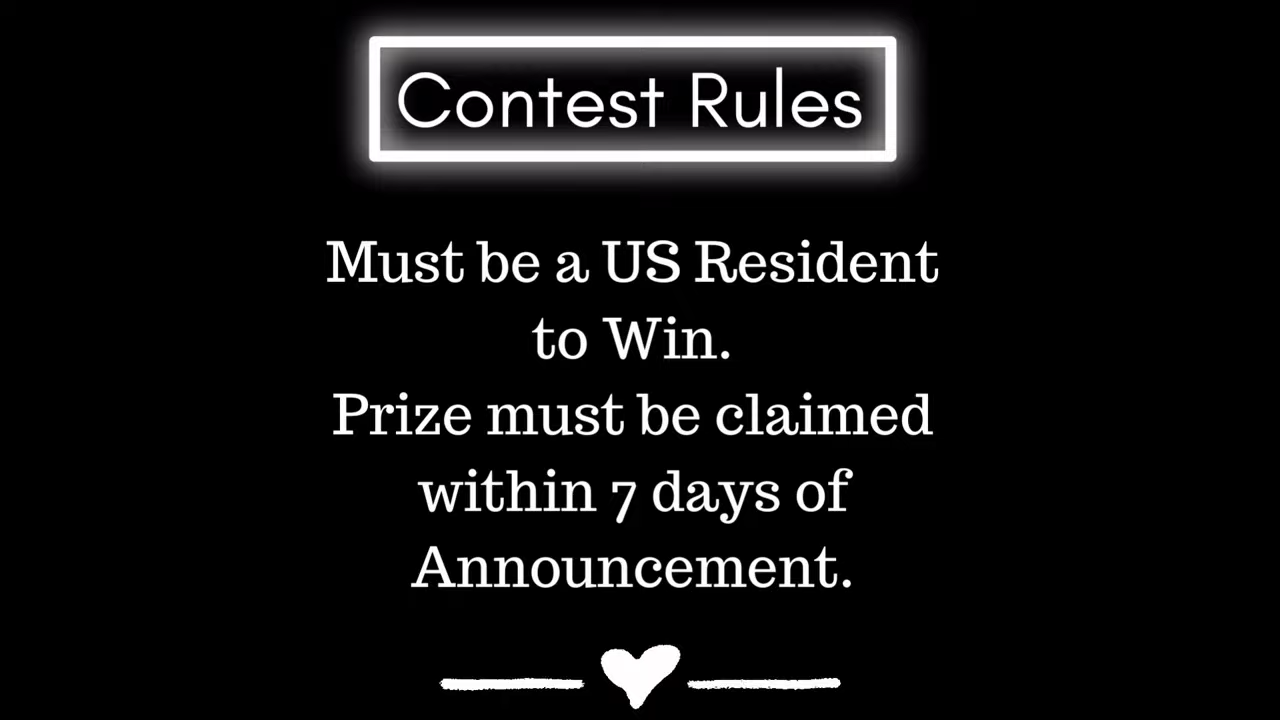 Contest Rules
Must be a US Resident
to Win.
Prize must be claimed
within 7 days of
Announcement.